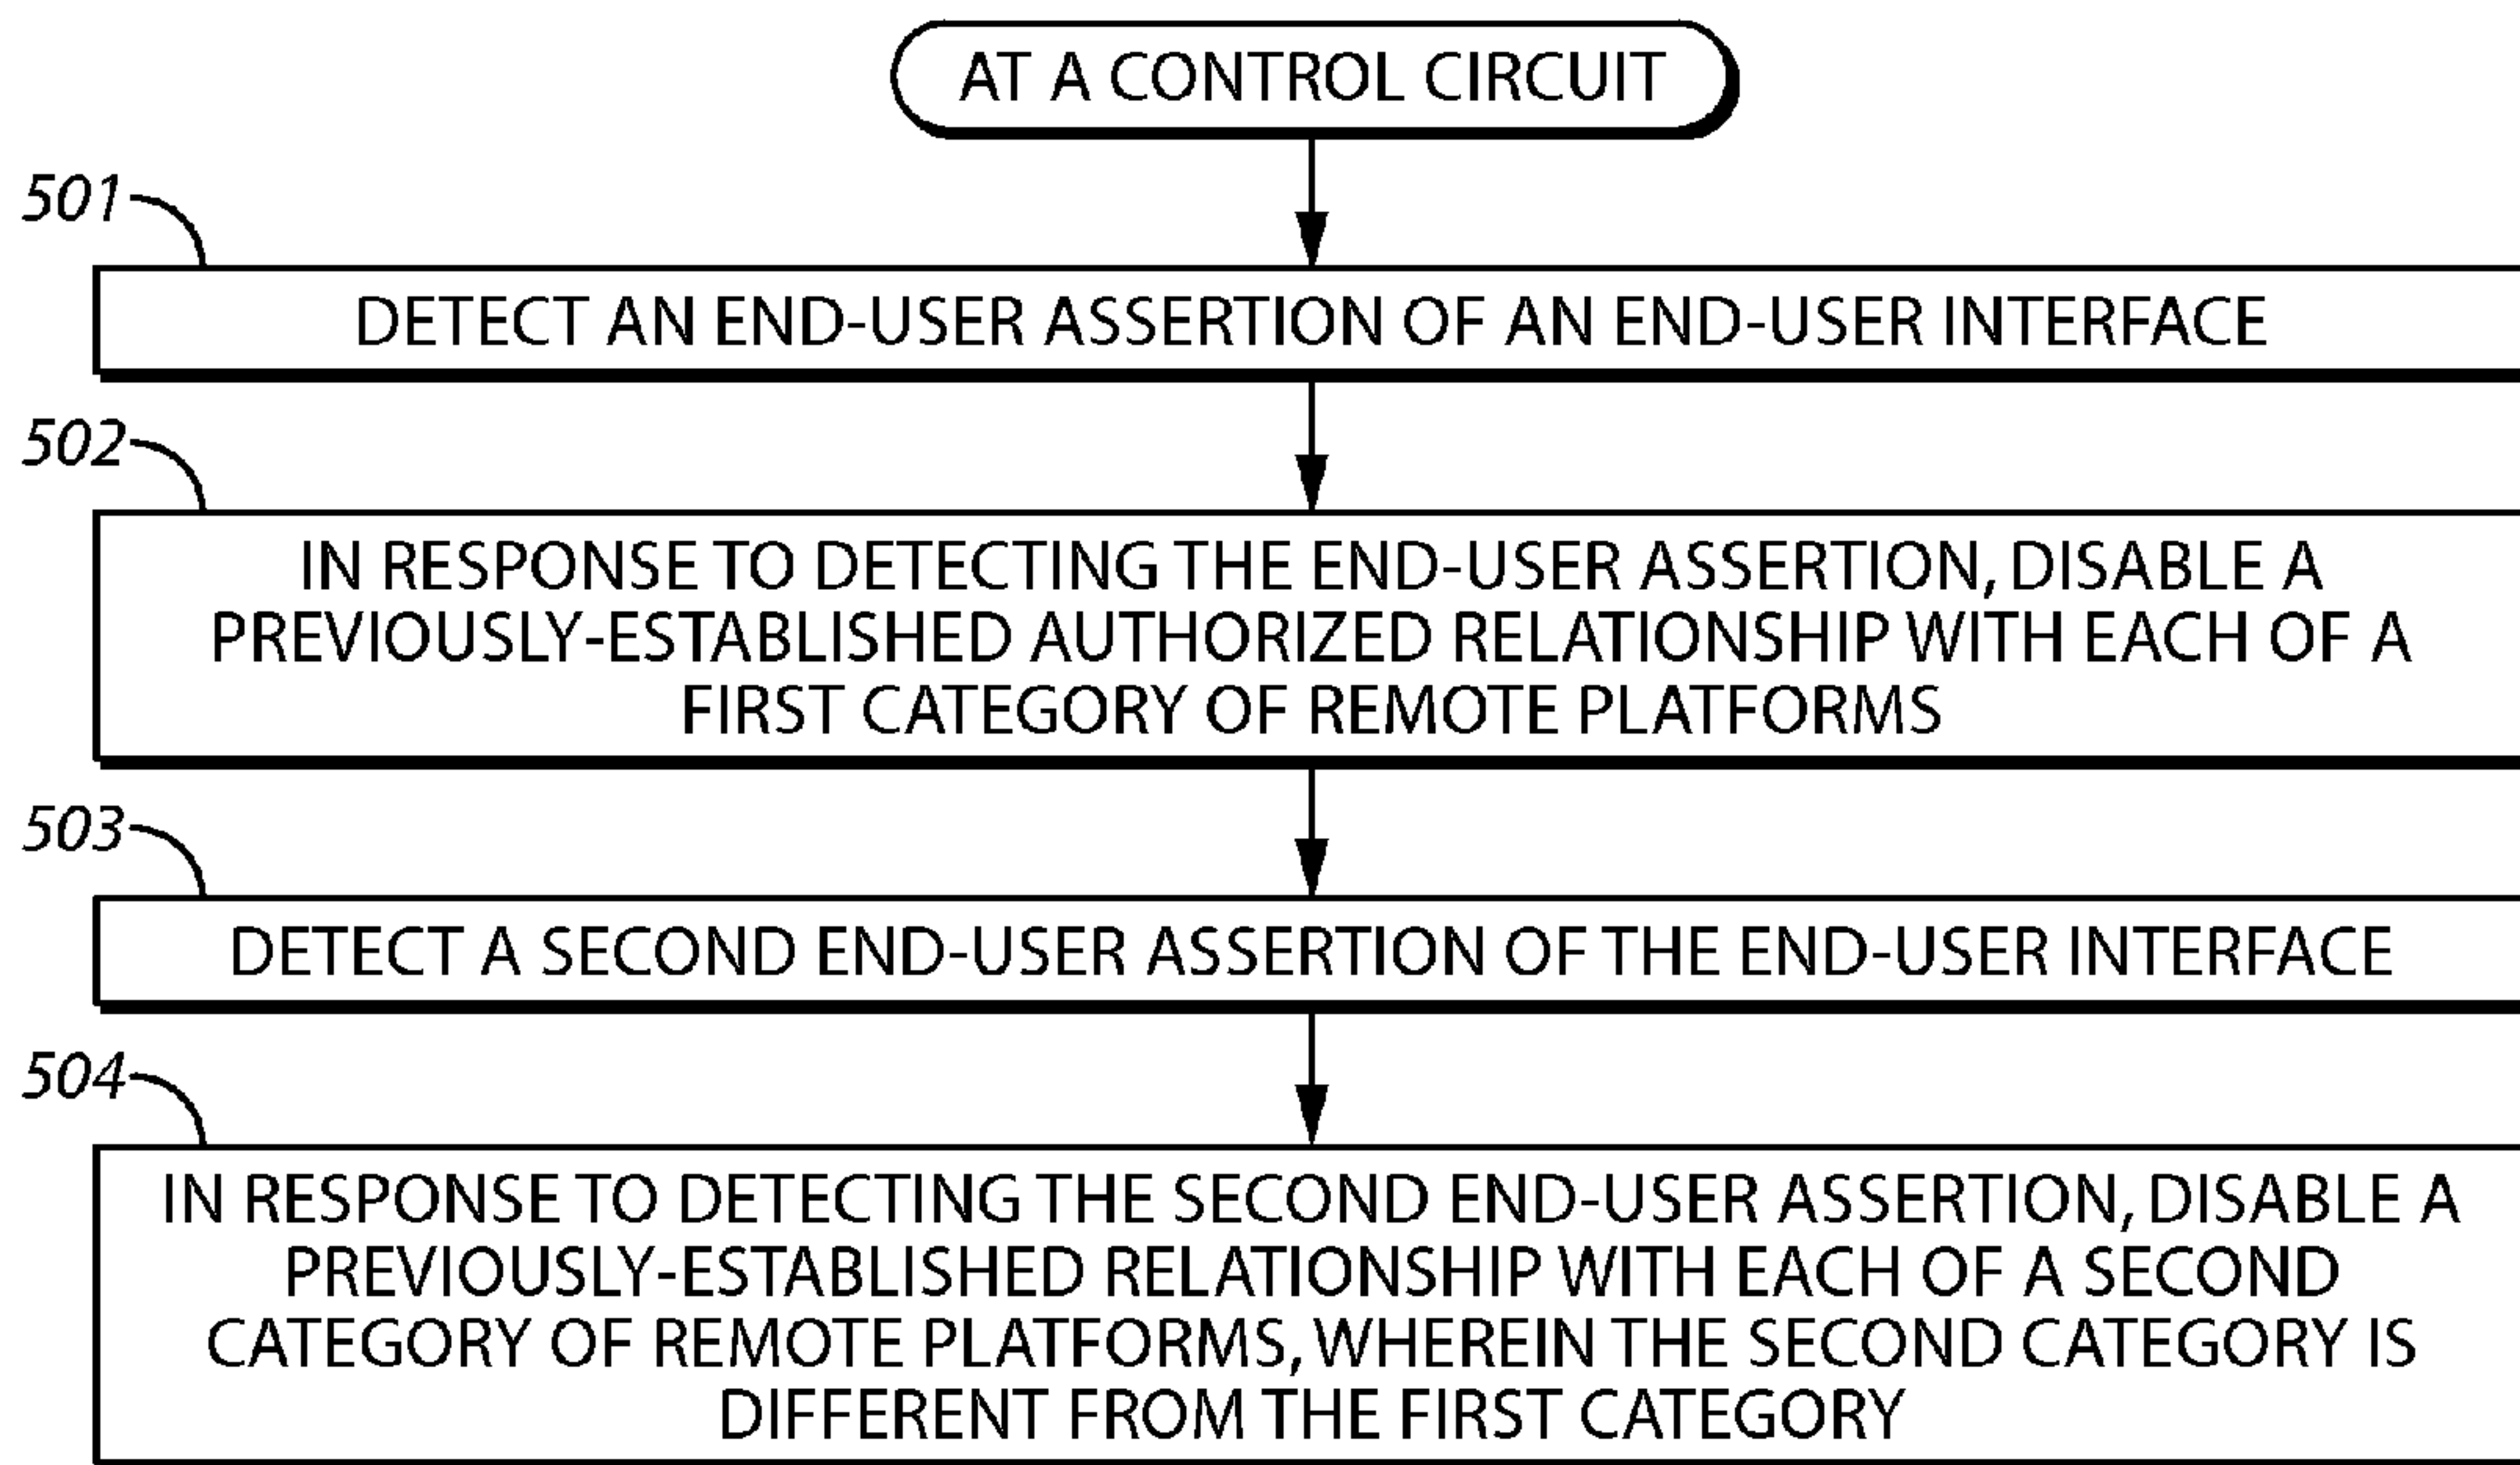 AT A CONTROL CIRCUIT
501
DETECT AN END-USER ASSERTION OF AN END-USER INTERFACE
502
IN RESPONSE TO DETECTING THE END-USER ASSERTION, DISABLE A
PREVIOUSLY-ESTABLISHED AUTHORIZED RELATIONSHIP WITH EACH OF A
FIRST CATEGORY OF REMOTE PLATFORMS
503
DETECT A SECOND END-USER ASSERTION OF THE END-USER INTERFACE
504
IN RESPONSE TO DETECTING THE SECOND END-USER ASSERTION, DISABLE A
PREVIOUSLY-ESTABLISHED RELATIONSHIP WITH EACH OF A SECOND
CATEGORY OF REMOTE PLATFORMS, WHEREIN THE SECOND CATEGORY IS
DIFFERENT FROM THE FIRST CATEGORY